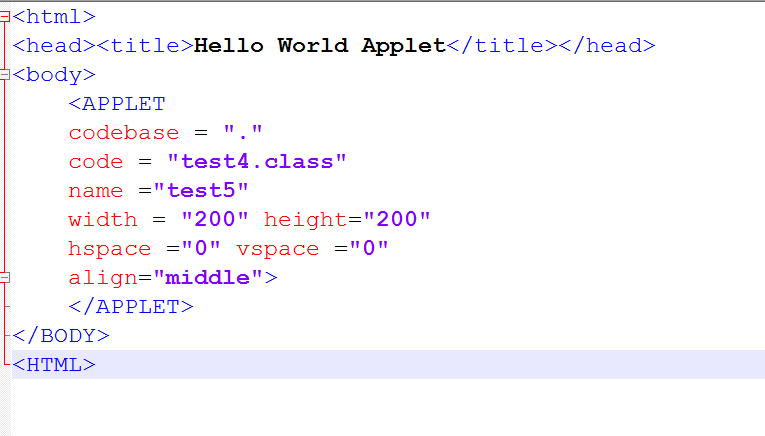 <html>
<head><title>Hello World Applet</title></head>
<body>
    <APPLET
    codebase = "."
    code = "test4.class"
    name ="test5"
    width = "200" height="200"
    hspace ="0" vspace ="0"
    align="middle">
    </APPLET>
</BODY>
<HTML>